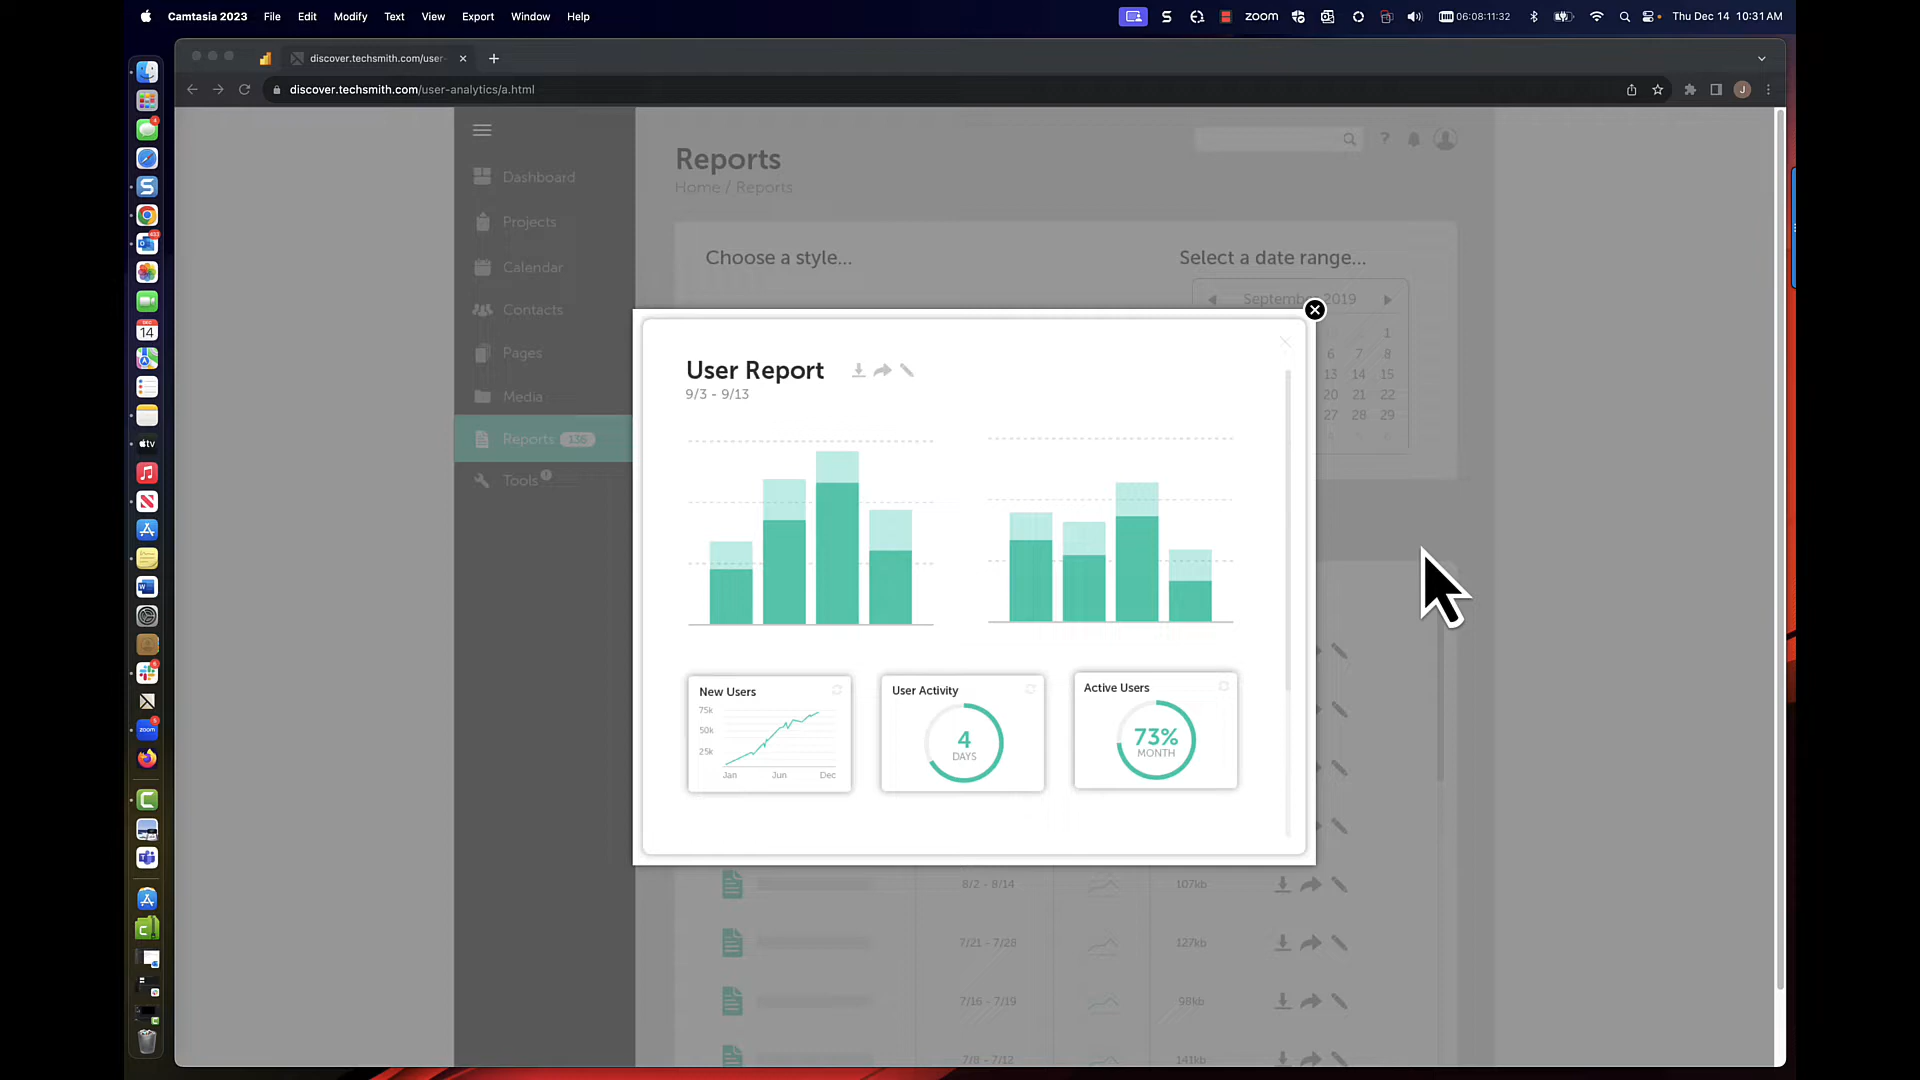 Camtasia 2023 File Edit Modify Text View Export Window Help
zoom 06:08:11:32 Thu Dec 14 10:31 AM
discover.techsmith.com/user-
discover.techsmith.com/user-analytics/a.html
J
Dashboard
Projects
Calendar
Contacts
Pages
Media
Reports 136
Tools
Reports
Home / Reports
?
Choose a style...
Select a date range...
September 2019
1
6 7 8
13 14 15
20 21 22
27 28 29
User Report
9/3 - 9/13
New Users
75k
50k
25k
Jan Jun Dec
User Activity
4
DAYS
Active Users
73%
MONTH
8/2 - 8/14 107kb
7/21 - 7/28 127kb
7/16 - 7/19 98kb
7/8 - 7/12 141kb
DEC
14
tv
zoom